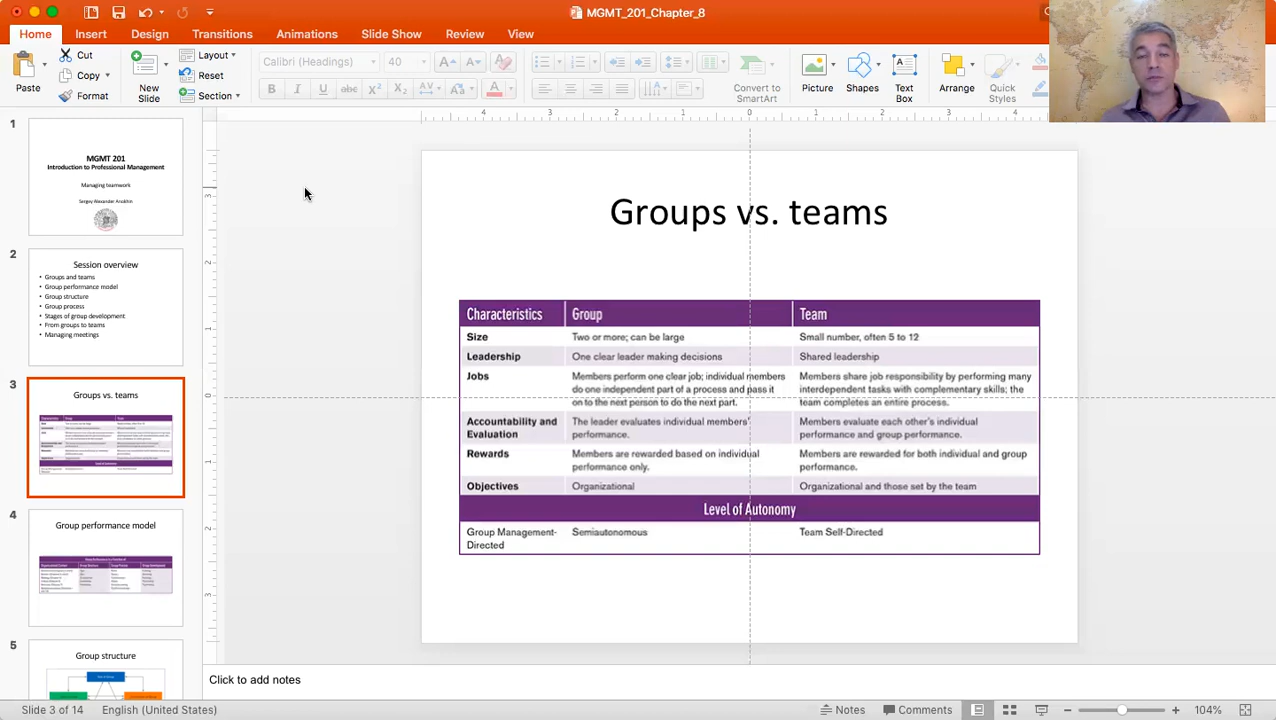 MGMT_201_Chapter_8
Home Insert Design Transitions Animations Slide Show Review View
Paste
Cut
Copy
Format
New
Slide
Layout
Reset
Section
Calibri (Headings) 40
Convert to
SmartArt
Picture
Shapes
Text
Box
Arrange
Quick
Styles
1
MGMT 201
Introduction to Professional Management
Managing teamwork
Sergey Alexander Anokhin
2
Session overview
• Groups and teams
• Group performance model
• Group structure
• Group process
• Stages of group development
• From groups to teams
• Managing meetings
3
Groups vs. teams
4
Group performance model
5
Group structure
Groups vs. teams
Characteristics Group Team
Size Two or more; can be large Small number, often 5 to 12
Leadership One clear leader making decisions Shared leadership
Jobs Members perform one clear job; individual members Members share job responsibility by performing many
do one independent part of a process and pass it interdependent tasks with complementary skills; the
on to the next person to do the next part. team completes an entire process.
Accountability and The leader evaluates individual members' Members evaluate each other's individual
Evaluation performance. performance and group performance.
Rewards Members are rewarded based on individual Members are rewarded for both individual and group
performance only. performance.
Objectives Organizational Organizational and those set by the team
Level of Autonomy
Group Management- Semiautonomous Team Self-Directed
Directed
Click to add notes
Slide 3 of 14 English (United States) Notes Comments 104%